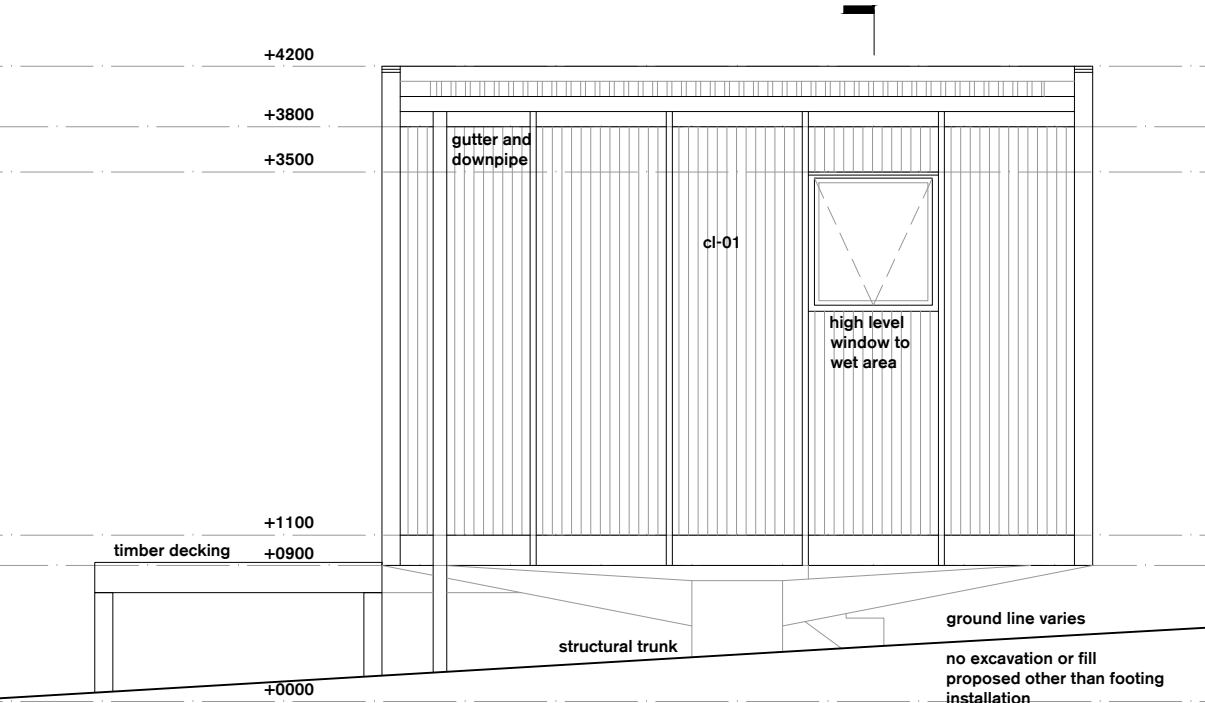 +4200
+3800
gutter and
downpipe
+3500
cl-01
high level
window to
wet area
+1100
timber decking
+0900
ground line varies
structural trunk
no excavation or fill
proposed other than footing
installation
+0000